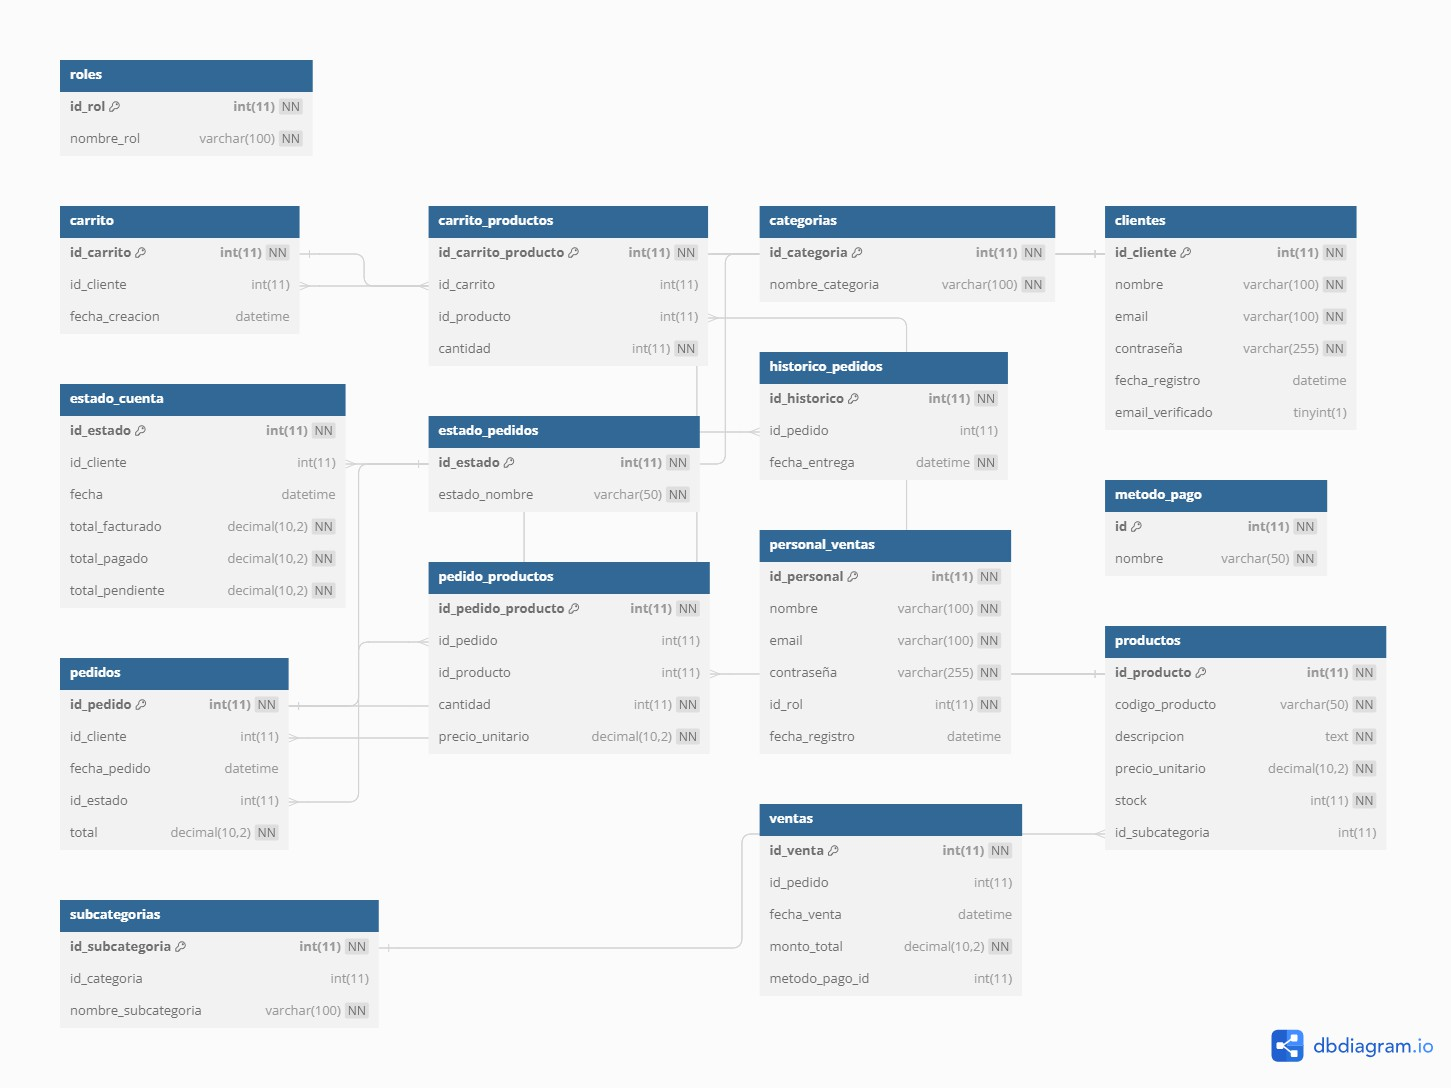 roles
id_rol int(11) NN
nombre_rol varchar(100) NN
carrito
id_carrito int(11) NN
id_cliente int(11)
fecha_creacion datetime
carrito_productos
id_carrito_producto int(11) NN
id_carrito int(11)
id_producto int(11)
cantidad int(11) NN
categorias
id_categoria int(11) NN
nombre_categoria varchar(100) NN
clientes
id_cliente int(11) NN
nombre varchar(100) NN
email varchar(100) NN
contraseña varchar(255) NN
fecha_registro datetime
email_verificado tinyint(1)
estado_cuenta
id_estado int(11) NN
id_cliente int(11)
fecha datetime
total_facturado decimal(10,2) NN
total_pagado decimal(10,2) NN
total_pendiente decimal(10,2) NN
estado_pedidos
id_estado int(11) NN
estado_nombre varchar(50) NN
historico_pedidos
id_historico int(11) NN
id_pedido int(11)
fecha_entrega datetime NN
metodo_pago
id int(11) NN
nombre varchar(50) NN
pedidos
id_pedido int(11) NN
id_cliente int(11)
fecha_pedido datetime
id_estado int(11)
total decimal(10,2) NN
pedido_productos
id_pedido_producto int(11) NN
id_pedido int(11)
id_producto int(11)
cantidad int(11) NN
precio_unitario decimal(10,2) NN
personal_ventas
id_personal int(11) NN
nombre varchar(100) NN
email varchar(100) NN
contraseña varchar(255) NN
id_rol int(11) NN
fecha_registro datetime
productos
id_producto int(11) NN
codigo_producto varchar(50) NN
descripcion text NN
precio_unitario decimal(10,2) NN
stock int(11) NN
id_subcategoria int(11)
subcategorias
id_subcategoria int(11) NN
id_categoria int(11)
nombre_subcategoria varchar(100) NN
ventas
id_venta int(11) NN
id_pedido int(11)
fecha_venta datetime
monto_total decimal(10,2) NN
metodo_pago_id int(11)
dbdiagram.io